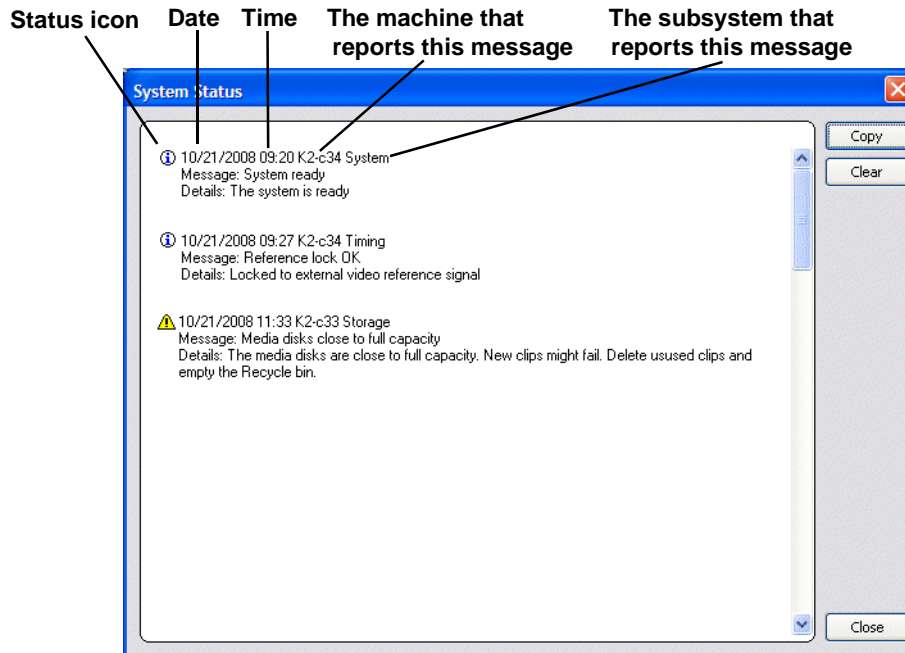 Status icon Date Time The machine that reports this message The subsystem that reports this message
System Status
10/21/2008 09:20 K2-c34 System
Message: System ready
Details: The system is ready
10/21/2008 09:27 K2-c34 Timing
Message: Reference lock OK
Details: Locked to external video reference signal
10/21/2008 11:33 K2-c33 Storage
Message: Media disks close to full capacity
Details: The media disks are close to full capacity. New clips might fail. Delete usused clips and
empty the Recycle bin.
Copy
Clear
Close